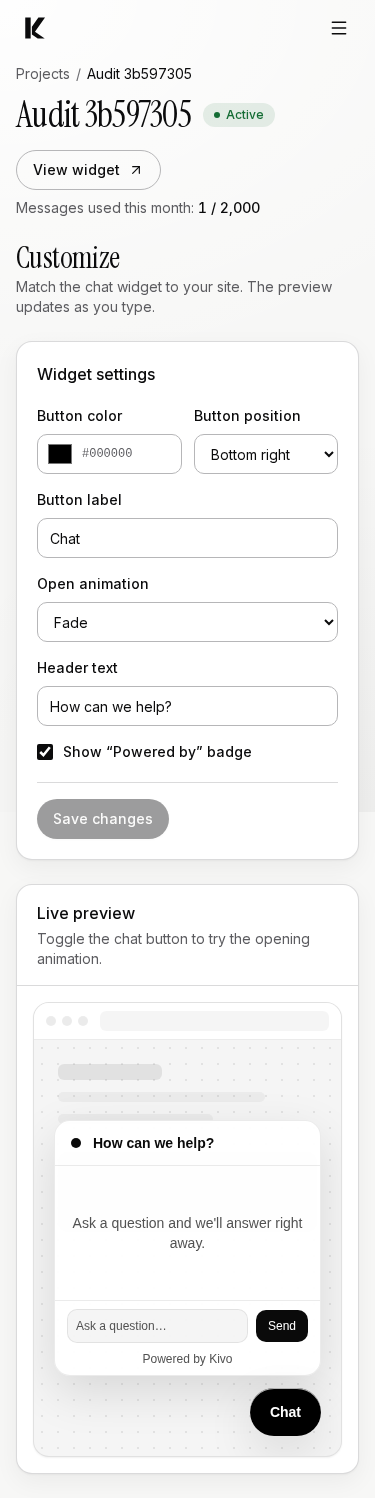 K
Projects / Audit 3b597305
Audit 3b597305 Active
View widget
Messages used this month: 1 / 2,000
Customize
Match the chat widget to your site. The preview
updates as you type.
Widget settings
Button color Button position
#000000 Bottom right
Button label
Chat
Open animation
Fade
Header text
How can we help?
Show “Powered by” badge
Save changes
Live preview
Toggle the chat button to try the opening
animation.
How can we help?
Ask a question and we'll answer right
away.
Ask a question… Send
Powered by Kivo
Chat